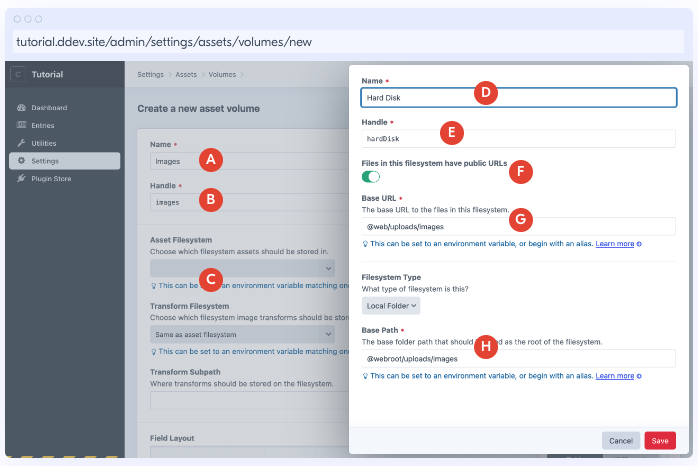 tutorial.ddev.site/admin/settings/assets/volumes/new
C Tutorial
Dashboard
Entries
Utilities
Settings
Plugin Store
Settings > Assets > Volumes >
Create a new asset volume
Name *
Images
A
Handle *
images
B
Asset Filesystem
Choose which filesystem assets should be stored in.
C
This can be an environment variable matching one
Transform Filesystem
Choose which filesystem image transforms should be
Same as asset filesystem
This can be set to an environment variable matching one
Transform Subpath
Where transforms should be stored on the filesystem.
Field Layout
Name *
Hard Disk
D
Handle *
hardDisk
E
Files in this filesystem have public URLs
F
Base URL *
The base URL to the files in this filesystem.
G
@web/uploads/images
This can be set to an environment variable, or begin with an alias. Learn more
Filesystem Type
What type of filesystem is this?
Local Folder
Base Path *
The base folder path that should as the root of the filesystem.
H
@webroot/uploads/images
This can be set to an environment variable, or begin with an alias. Learn more
Cancel
Save